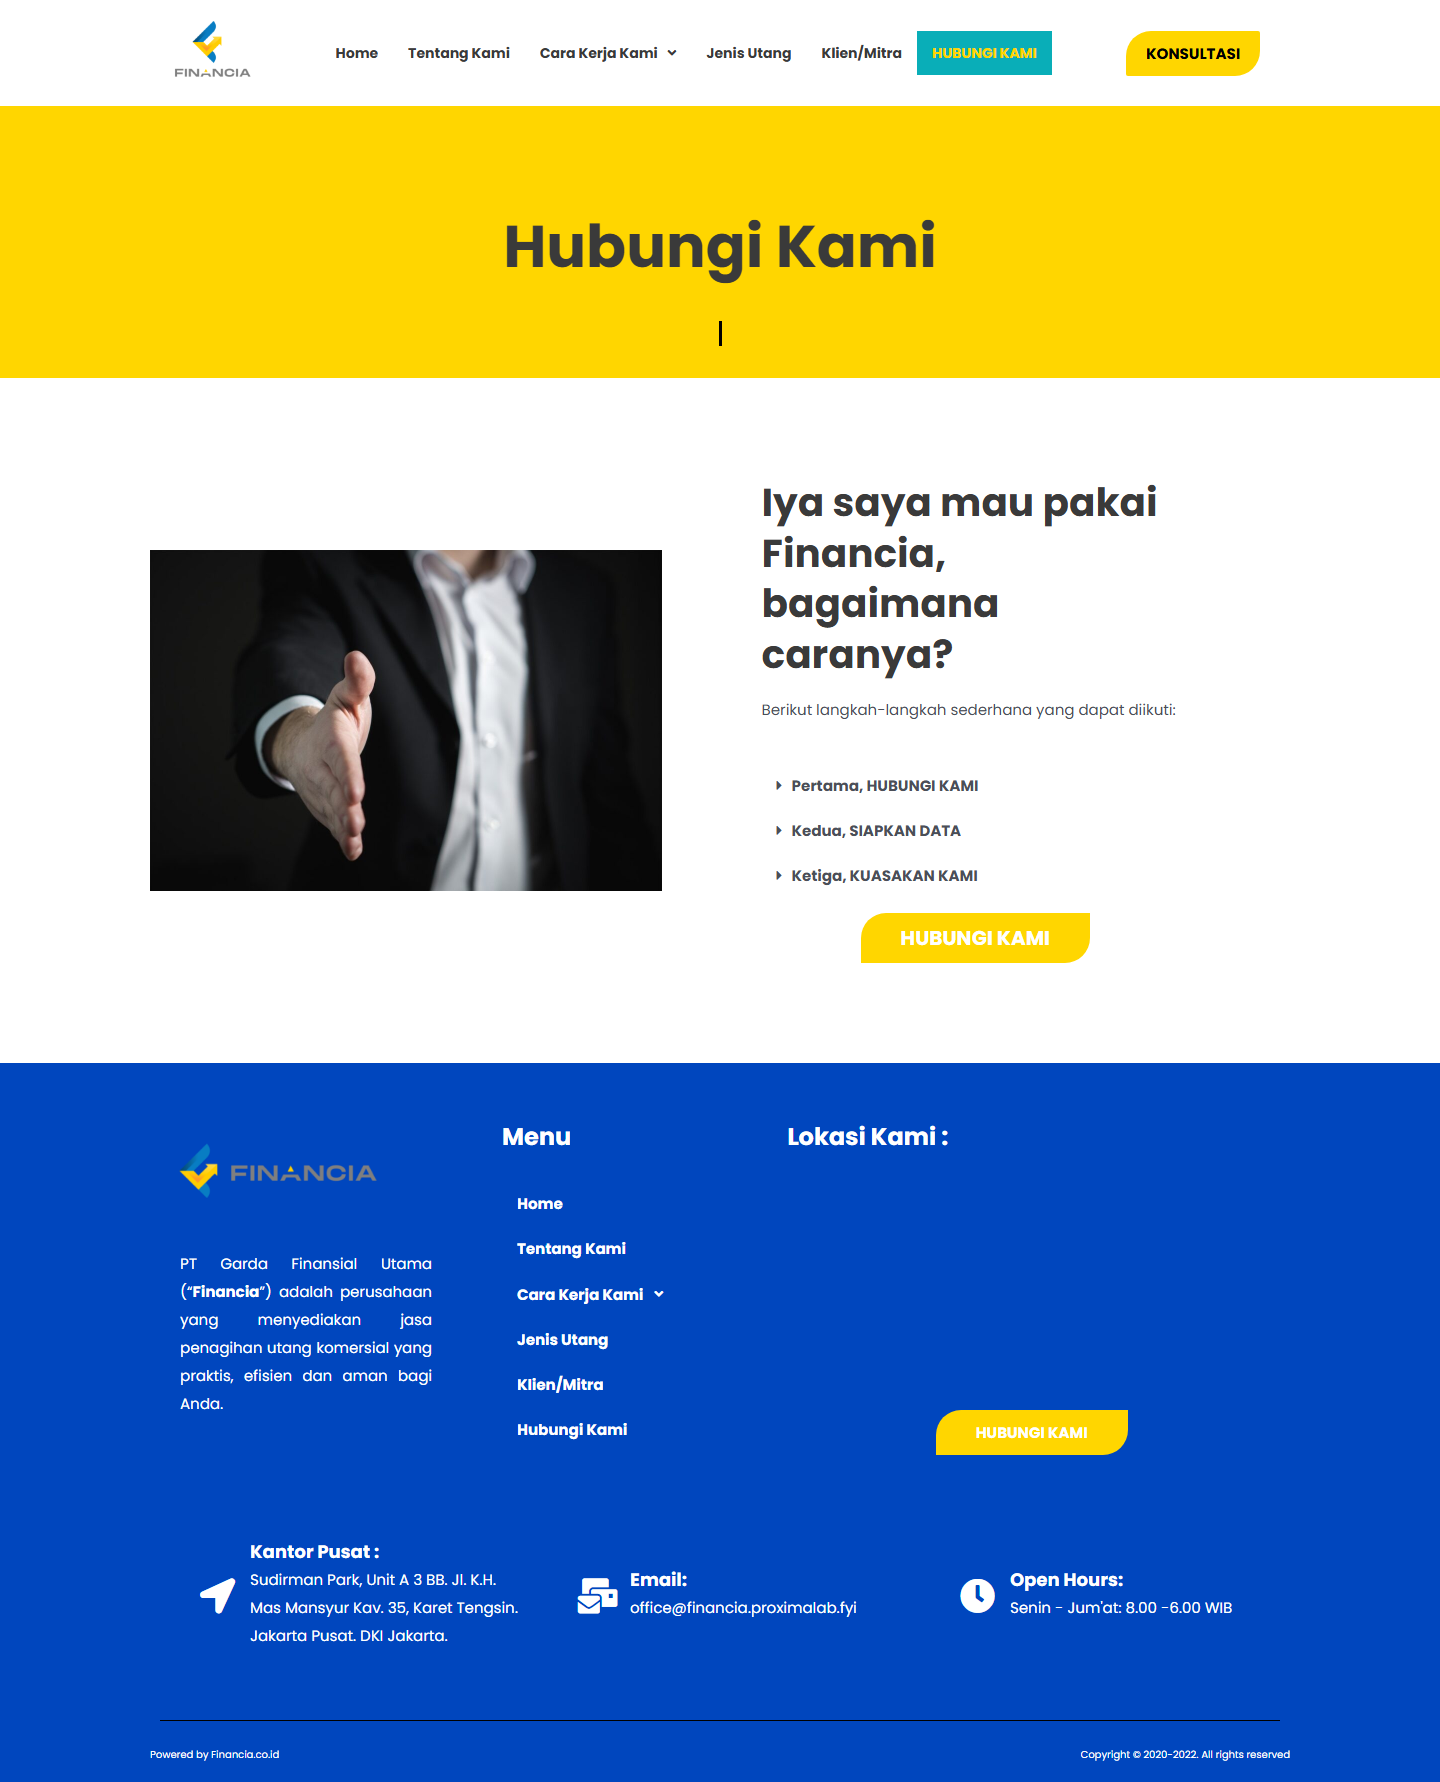 FINANCIA
Home
Tentang Kami
Cara Kerja Kami
Jenis Utang
Klien/Mitra
HUBUNGI KAMI
KONSULTASI
Hubungi Kami
Iya saya mau pakai
Financia,
bagaimana
caranya?
Berikut langkah-langkah sederhana yang dapat diikuti:
Pertama, HUBUNGI KAMI
Kedua, SIAPKAN DATA
Ketiga, KUASAKAN KAMI
HUBUNGI KAMI
FINANCIA
PT Garda Finansial Utama
(“Financia”) adalah perusahaan
yang menyediakan jasa
penagihan utang komersial yang
praktis, efisien dan aman bagi
Anda.
Menu
Home
Tentang Kami
Cara Kerja Kami
Jenis Utang
Klien/Mitra
Hubungi Kami
Lokasi Kami :
HUBUNGI KAMI
Kantor Pusat :
Sudirman Park, Unit A 3 BB. Jl. K.H.
Mas Mansyur Kav. 35, Karet Tengsin.
Jakarta Pusat. DKI Jakarta.
Email:
office@financia.proximalab.fyi
Open Hours:
Senin - Jum'at: 8.00 -6.00 WIB
Powered by Financia.co.id
Copyright © 2020-2022. All rights reserved